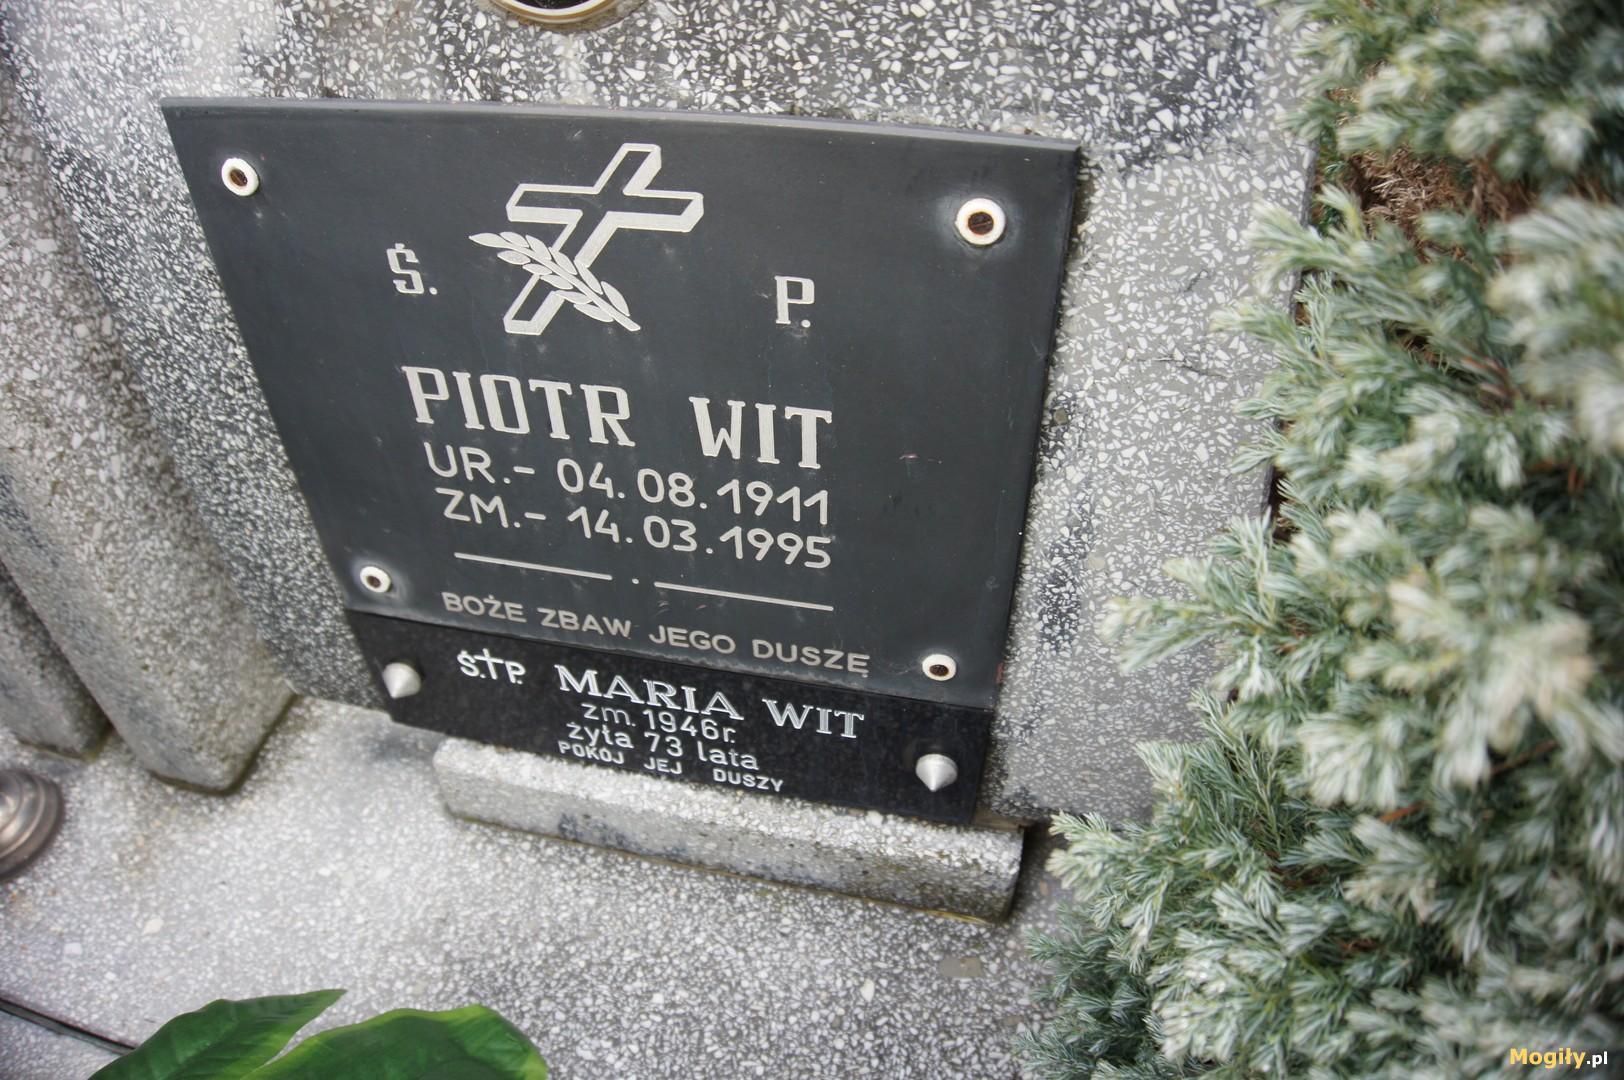 Ś. P.
PIOTR WIT
UR.- 04.08.1911
ZM.- 14.03.1995
BOŻE ZBAW JEGO DUSZĘ
Ś.†P. MARIA WIT
zm. 1946r.
żyła 73 lata
POKÓJ JEJ DUSZY
Mogiły.pl